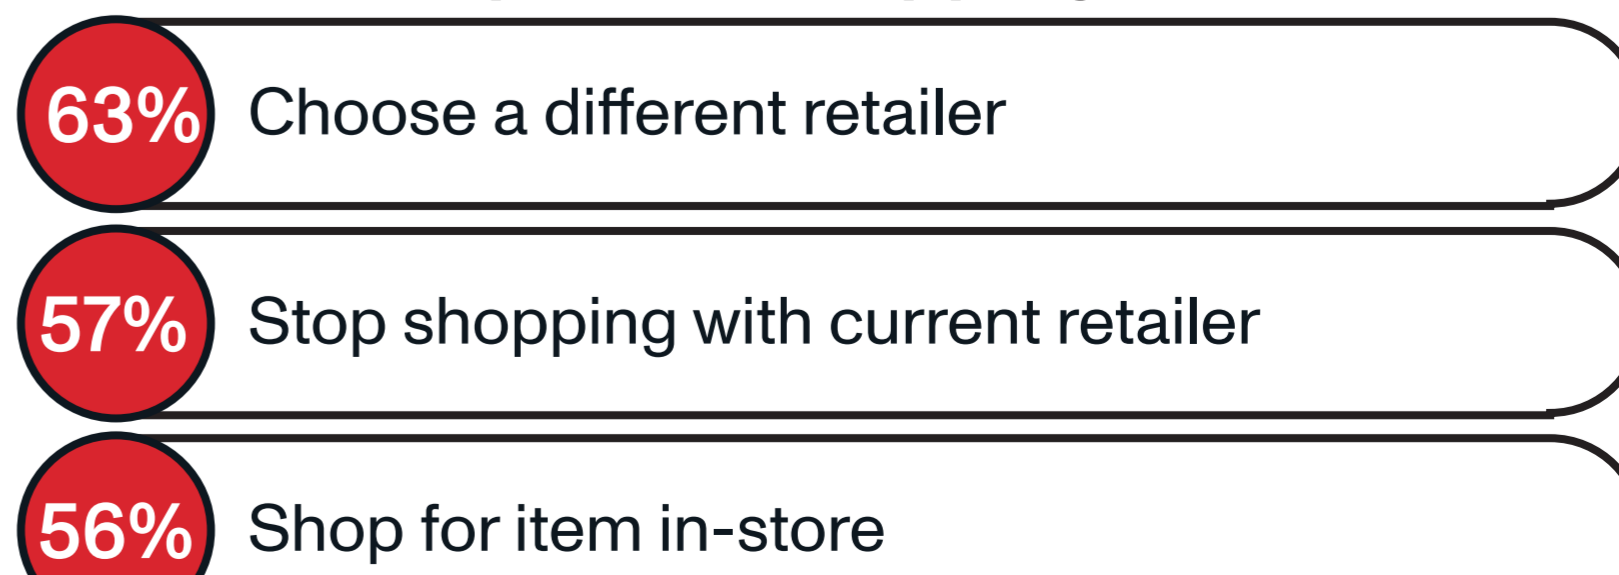 63% Choose a different retailer
57% Stop shopping with current retailer
56% Shop for item in-store